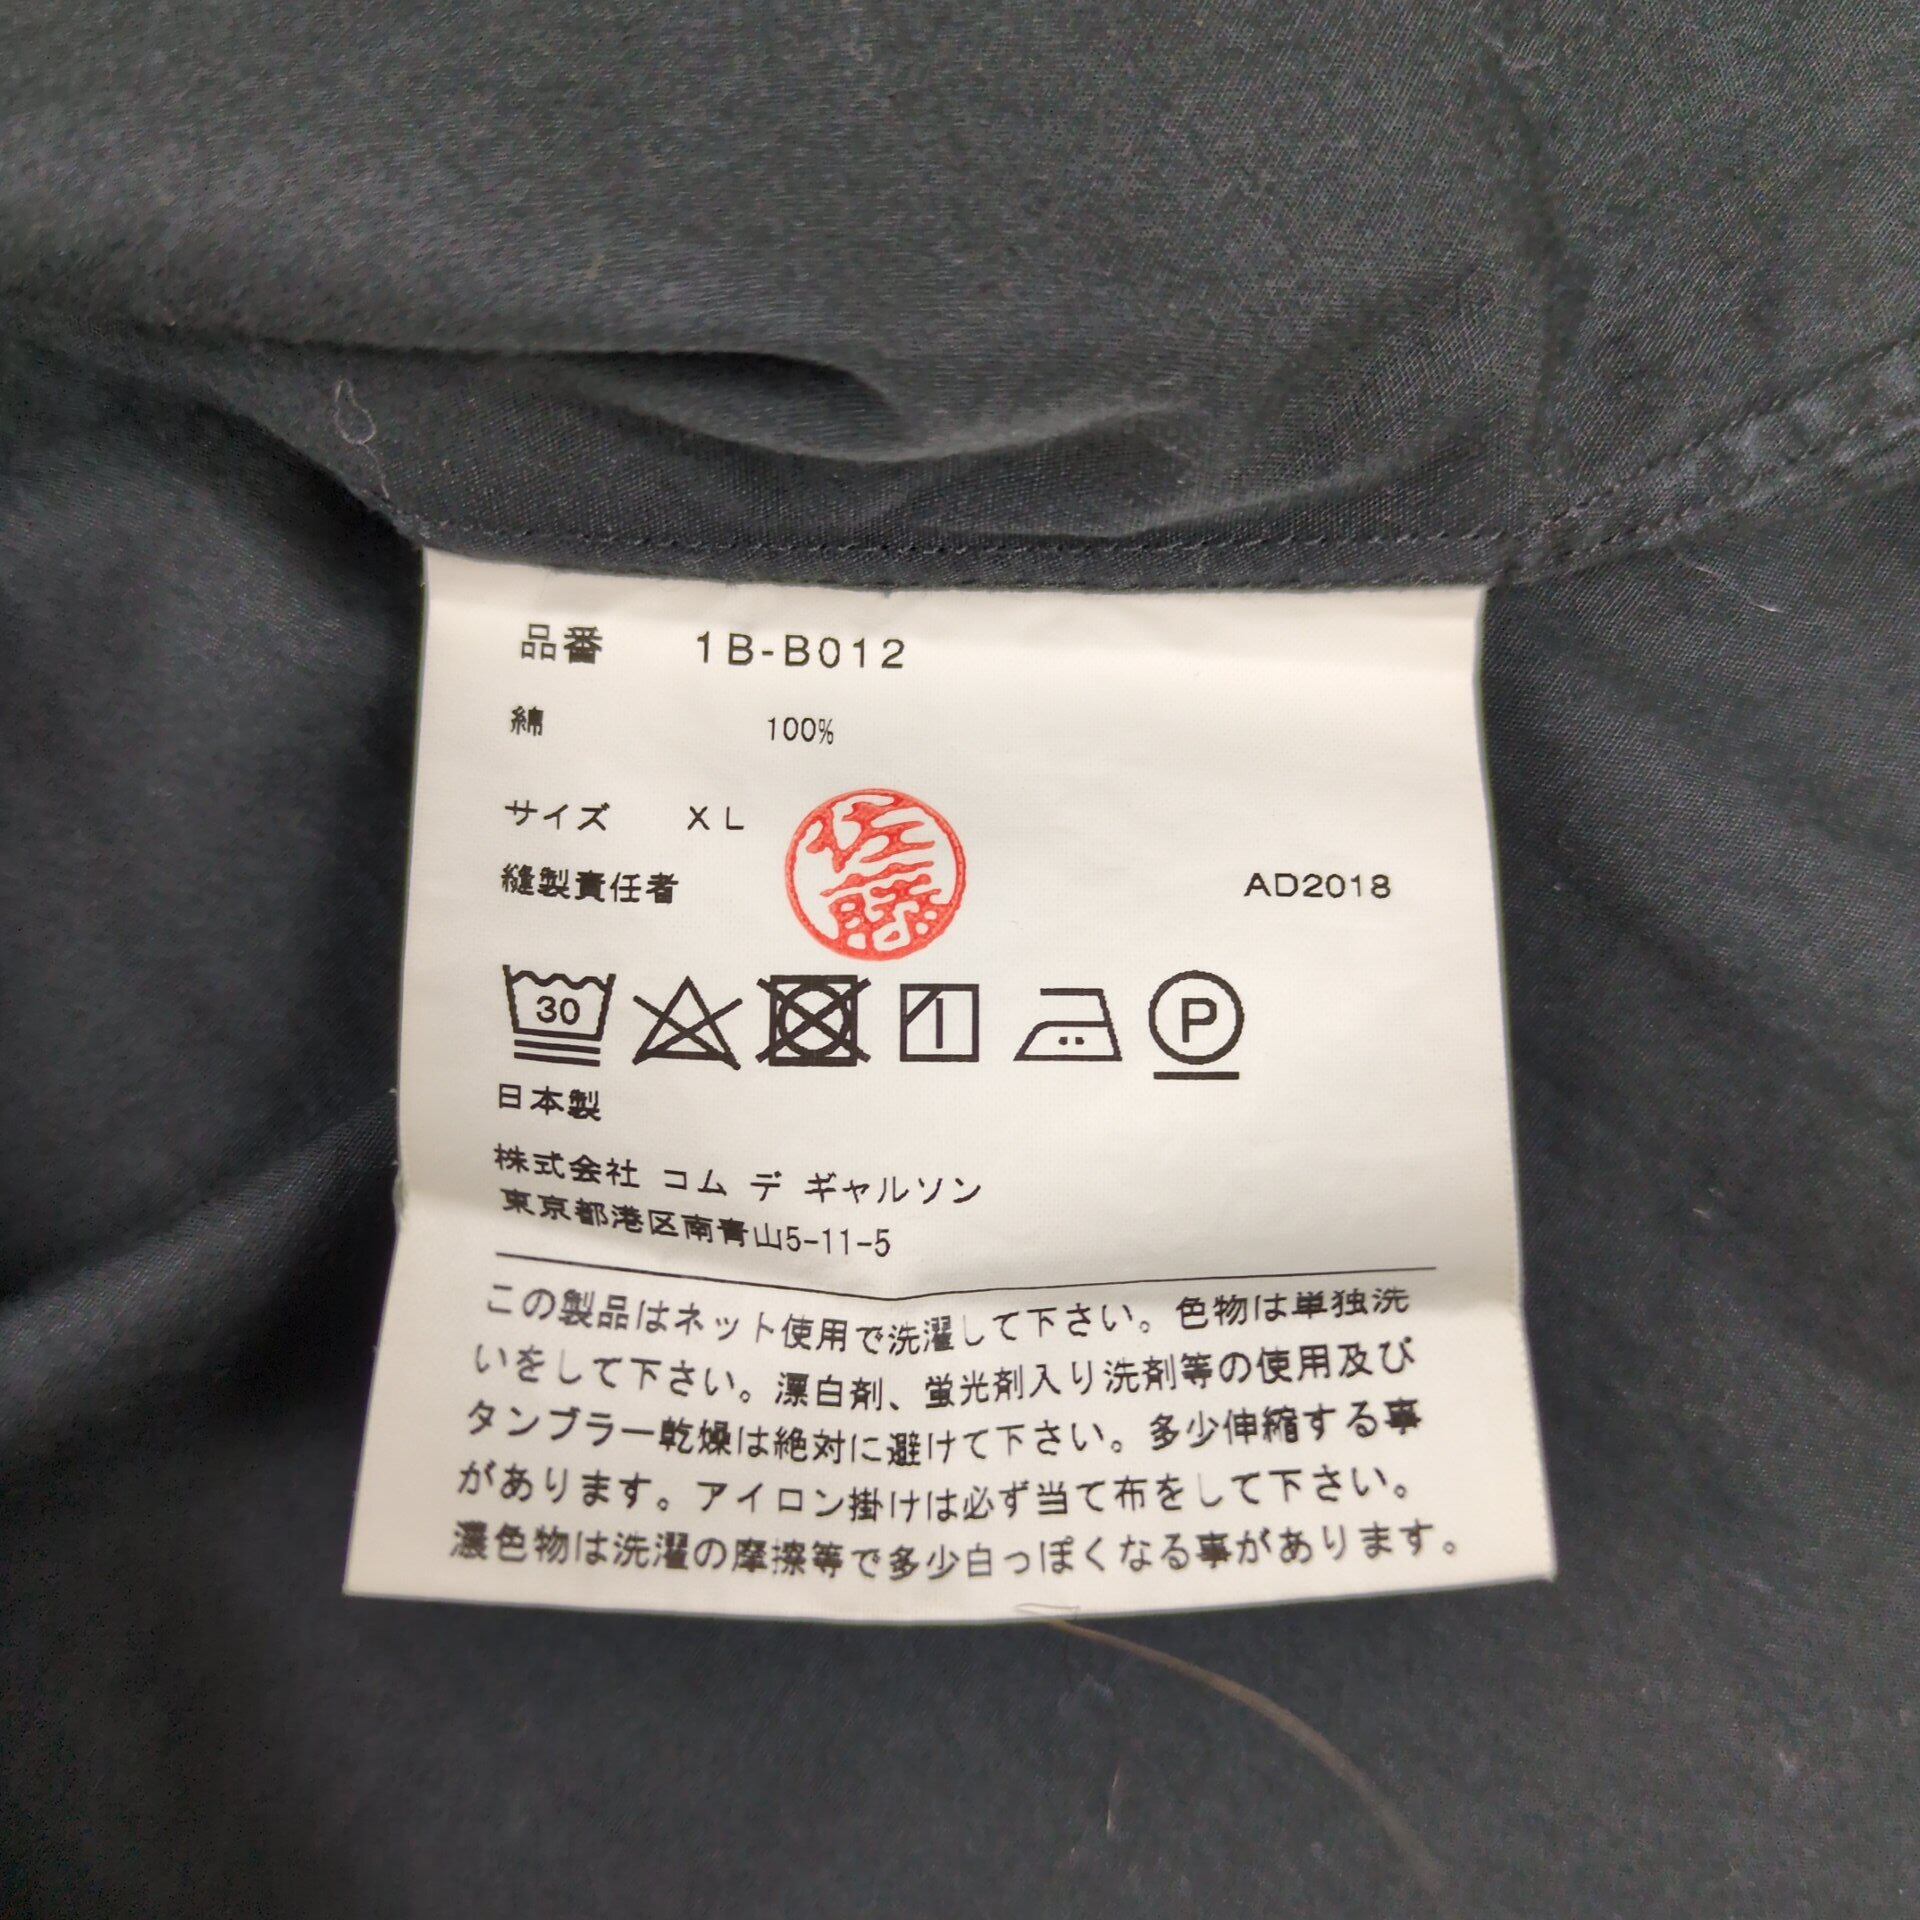 品番 1B-B012
綿 100%
サイズ XL
縫製責任者 佐藤 AD2018
30 P
日本製
株式会社 コム デ ギャルソン
東京都港区南青山5-11-5
この製品はネット使用で洗濯して下さい。色物は単独洗
いをして下さい。漂白剤、蛍光剤入り洗剤等の使用及び
タンブラー乾燥は絶対に避けて下さい。多少伸縮する事
があります。アイロン掛けは必ず当て布をして下さい。
濃色物は洗濯の摩擦等で多少白っぽくなる事があります。